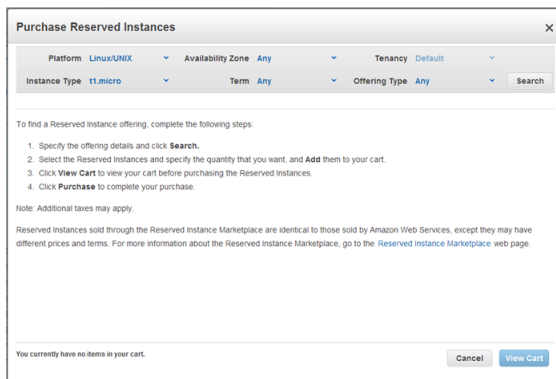 Purchase Reserved Instances
Platform Linux/UNIX Availability Zone Any Tenancy Default
Instance Type t1.micro Term Any Offering Type Any Search
To find a Reserved Instance offering, complete the following steps:
1. Specify the offering details and click Search.
2. Select the Reserved Instances and specify the quantity that you want, and Add them to your cart.
3. Click View Cart to view your cart before purchasing the Reserved Instances.
4. Click Purchase to complete your purchase.
Note: Additional taxes may apply.
Reserved Instances sold through the Reserved Instance Marketplace are identical to those sold by Amazon Web Services, except they may have
different prices and terms. For more information about the Reserved Instance Marketplace, go to the Reserved Instance Marketplace web page.
You currently have no items in your cart.
Cancel View Cart